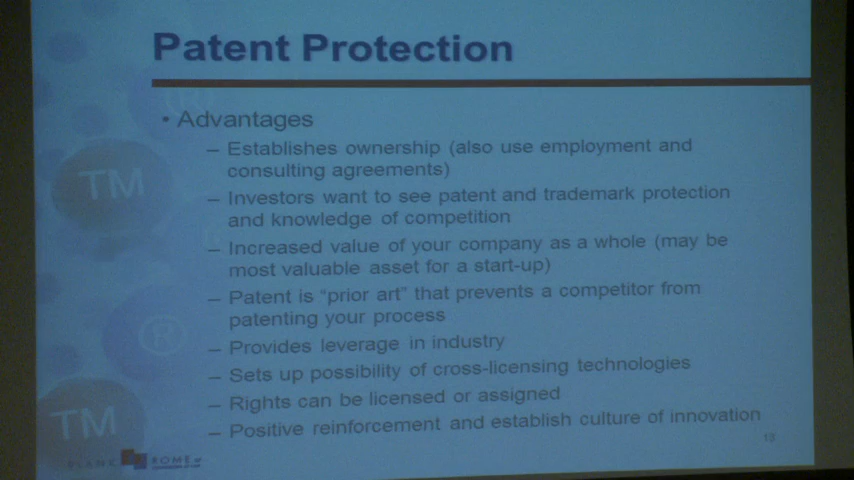 Patent Protection
• Advantages
– Establishes ownership (also use employment and
consulting agreements)
– Investors want to see patent and trademark protection
and knowledge of competition
– Increased value of your company as a whole (may be
most valuable asset for a start-up)
– Patent is “prior art” that prevents a competitor from
patenting your process
– Provides leverage in industry
– Sets up possibility of cross-licensing technologies
– Rights can be licensed or assigned
– Positive reinforcement and establish culture of innovation
®
TM
®
TM
BLANK ROME